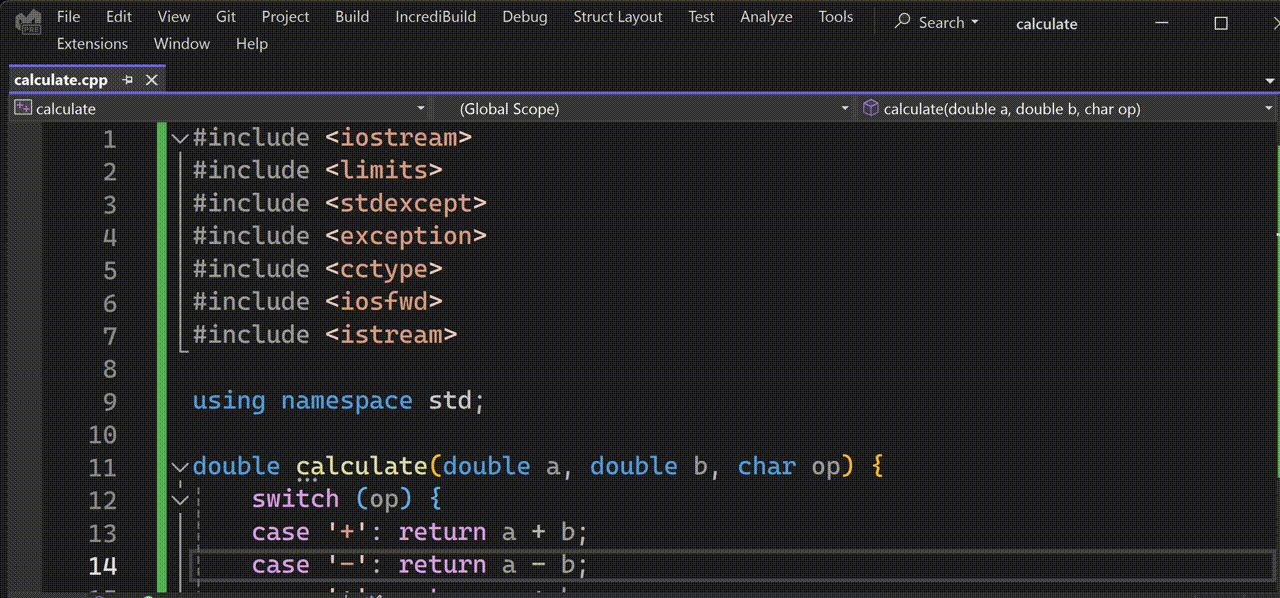 File Edit View Git Project Build IncrediBuild Debug Struct Layout Test Analyze Tools Search calculate
PRE
Extensions Window Help
calculate.cpp
calculate (Global Scope) calculate(double a, double b, char op)
1 #include <iostream>
2 #include <limits>
3 #include <stdexcept>
4 #include <exception>
5 #include <cctype>
6 #include <iosfwd>
7 #include <istream>
8
9 using namespace std;
10
11 double calculate(double a, double b, char op) {
12 switch (op) {
13 case '+': return a + b;
14 case '-': return a - b;